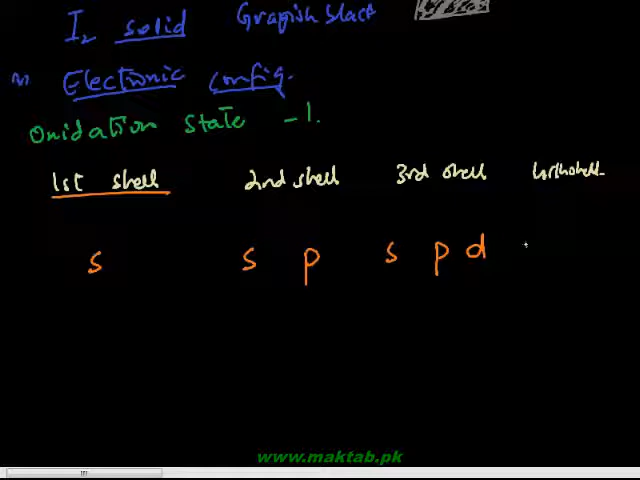 I₂ solid Grayish black
Electronic config.
Oxidation state -1.
1st shell 2nd shell 3rd shell
s s p s p d
www.maktab.pk